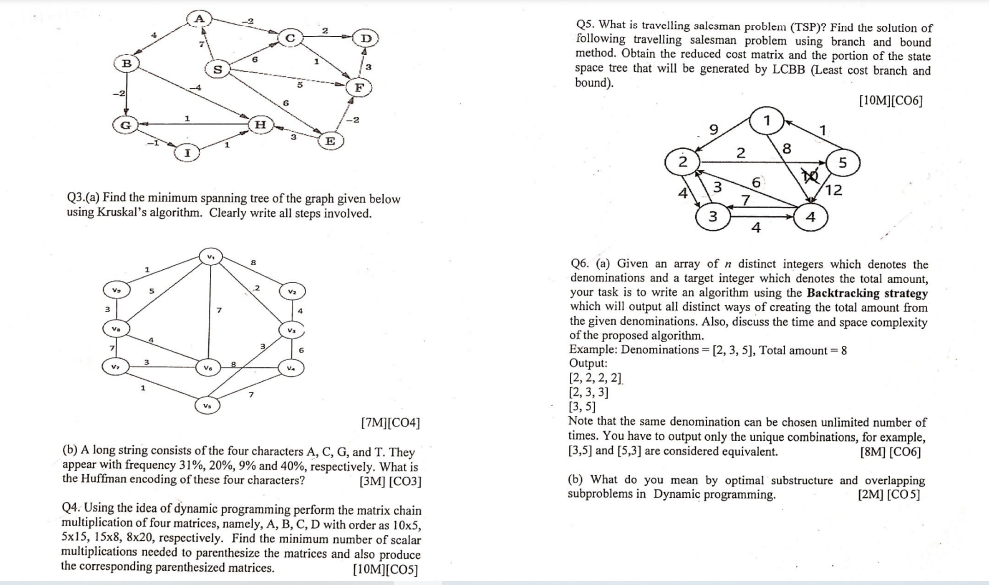 A
-2
4
C
2
D
7
B
S
6
1
3
-4
5
F
-2
6
1
-2
G
H
3
E
-1
I
1
Q3.(a) Find the minimum spanning tree of the graph given below
using Kruskal's algorithm. Clearly write all steps involved.
V₁
8
1
V₉
5
2
V₂
3
7
4
V₈
V₃
4
3
6
7
3
V₇
V₆
8
V₄
1
7
V₅
[7M][CO4]
(b) A long string consists of the four characters A, C, G, and T. They
appear with frequency 31%, 20%, 9% and 40%, respectively. What is
the Huffman encoding of these four characters? [3M] [CO3]
Q4. Using the idea of dynamic programming perform the matrix chain
multiplication of four matrices, namely, A, B, C, D with order as 10x5,
5x15, 15x8, 8x20, respectively. Find the minimum number of scalar
multiplications needed to parenthesize the matrices and also produce
the corresponding parenthesized matrices. [10M][CO5]
Q5. What is travelling salesman problem (TSP)? Find the solution of
following travelling salesman problem using branch and bound
method. Obtain the reduced cost matrix and the portion of the state
space tree that will be generated by LCBB (Least cost branch and
bound).
[10M][CO6]
1
9
1
2
8
2
5
10
4
3
6
12
7
3
4
4
Q6. (a) Given an array of n distinct integers which denotes the
denominations and a target integer which denotes the total amount,
your task is to write an algorithm using the Backtracking strategy
which will output all distinct ways of creating the total amount from
the given denominations. Also, discuss the time and space complexity
of the proposed algorithm.
Example: Denominations = [2, 3, 5], Total amount = 8
Output:
[2, 2, 2, 2]
[2, 3, 3]
[3, 5]
Note that the same denomination can be chosen unlimited number of
times. You have to output only the unique combinations, for example,
[3,5] and [5,3] are considered equivalent. [8M] [CO6]
(b) What do you mean by optimal substructure and overlapping
subproblems in Dynamic programming. [2M] [CO5]